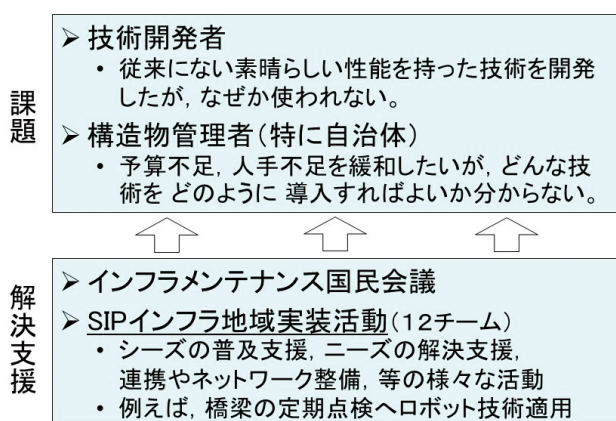 課題
➢ 技術開発者
• 従来にない素晴らしい性能を持った技術を開発
したが，なぜか使われない。
➢ 構造物管理者（特に自治体）
• 予算不足，人手不足を緩和したいが，どんな技
術を どのように 導入すればよいか分からない。
解決支援
➢ インフラメンテナンス国民会議
➢ SIPインフラ地域実装活動（１２チーム）
• シーズの普及支援，ニーズの解決支援，
連携やネットワーク整備，等の様々な活動
• 例えば，橋梁の定期点検へロボット技術適用